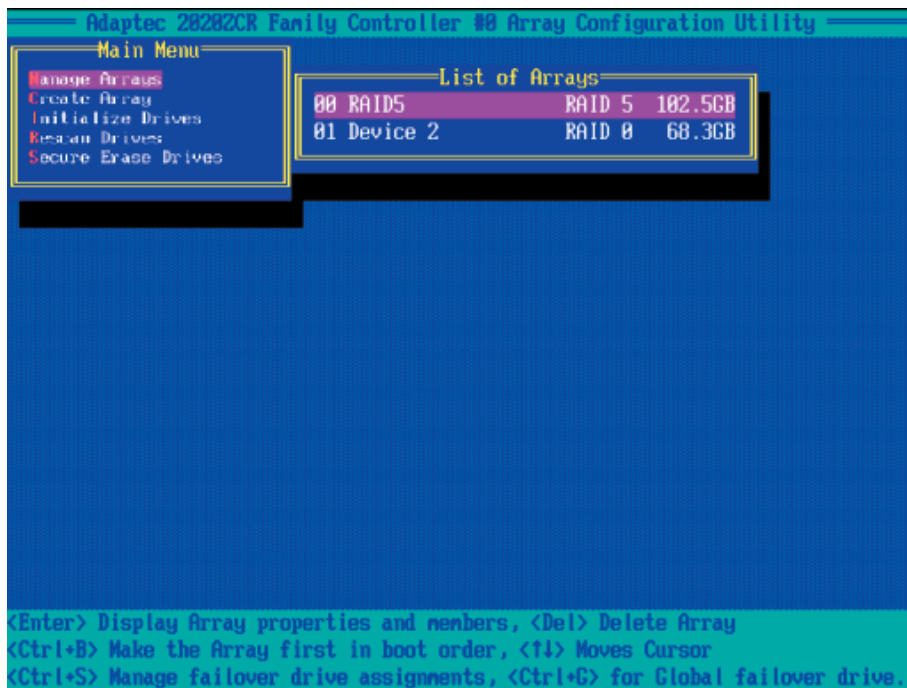 Adaptec 20202CR Family Controller #0 Array Configuration Utility
Main Menu
Manage Arrays
Create Array
Initialize Drives
Rescan Drives
Secure Erase Drives
List of Arrays
00 RAID5 RAID 5 102.5GB
01 Device 2 RAID 0 68.3GB
<Enter> Display Array properties and members, <Del> Delete Array
<Ctrl+B> Make the Array first in boot order, <↑↓> Moves Cursor
<Ctrl+S> Manage failover drive assignments, <Ctrl+G> for Global failover drive.